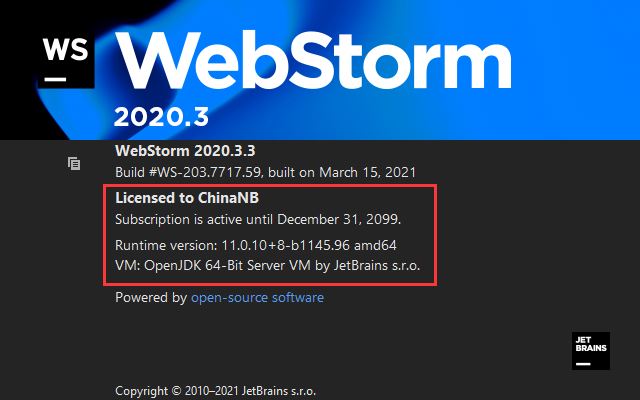 WS
WebStorm
2020.3
WebStorm 2020.3.3
Build #WS-203.7717.59, built on March 15, 2021
Licensed to ChinaNB
Subscription is active until December 31, 2099.
Runtime version: 11.0.10+8-b1145.96 amd64
VM: OpenJDK 64-Bit Server VM by JetBrains s.r.o.
Powered by open-source software
JET
BRAINS
Copyright © 2010–2021 JetBrains s.r.o.